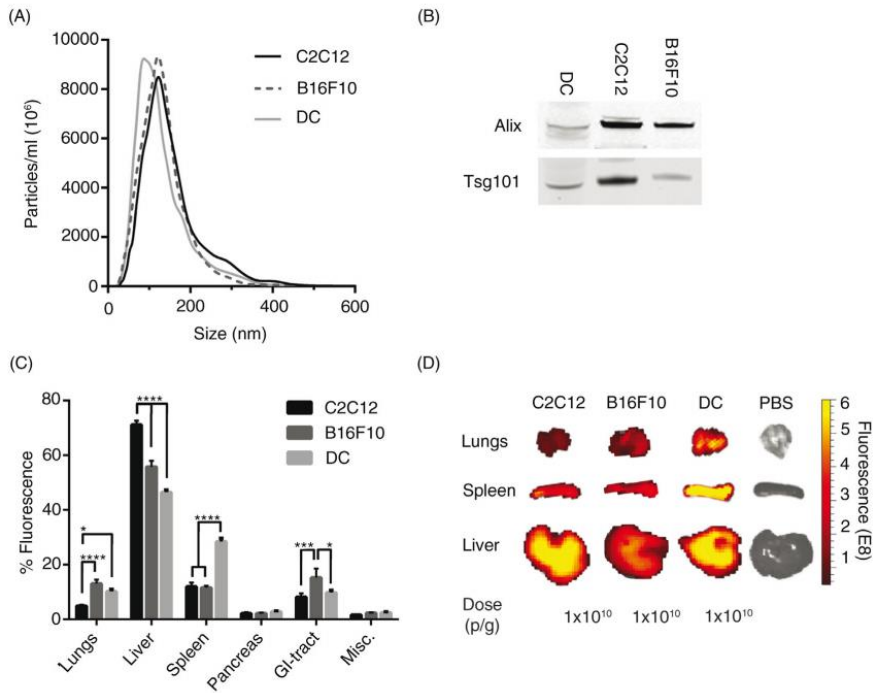 (A)
10000
8000
6000
4000
2000
0
Particles/ml (10⁶)
0 200 400 600
Size (nm)
C2C12
B16F10
DC
(B)
DC
C2C12
B16F10
Alix
Tsg101
(C)
80
60
40
20
0
% Fluorescence
* **** **** **** *** *
C2C12
B16F10
DC
Lungs
Liver
Spleen
Pancreas
GI-tract
Misc.
(D)
C2C12 B16F10 DC PBS
Lungs
Spleen
Liver
Dose
(p/g)
1x10¹⁰ 1x10¹⁰ 1x10¹⁰
6
5
4
3
2
1
Fluorescence (E8)